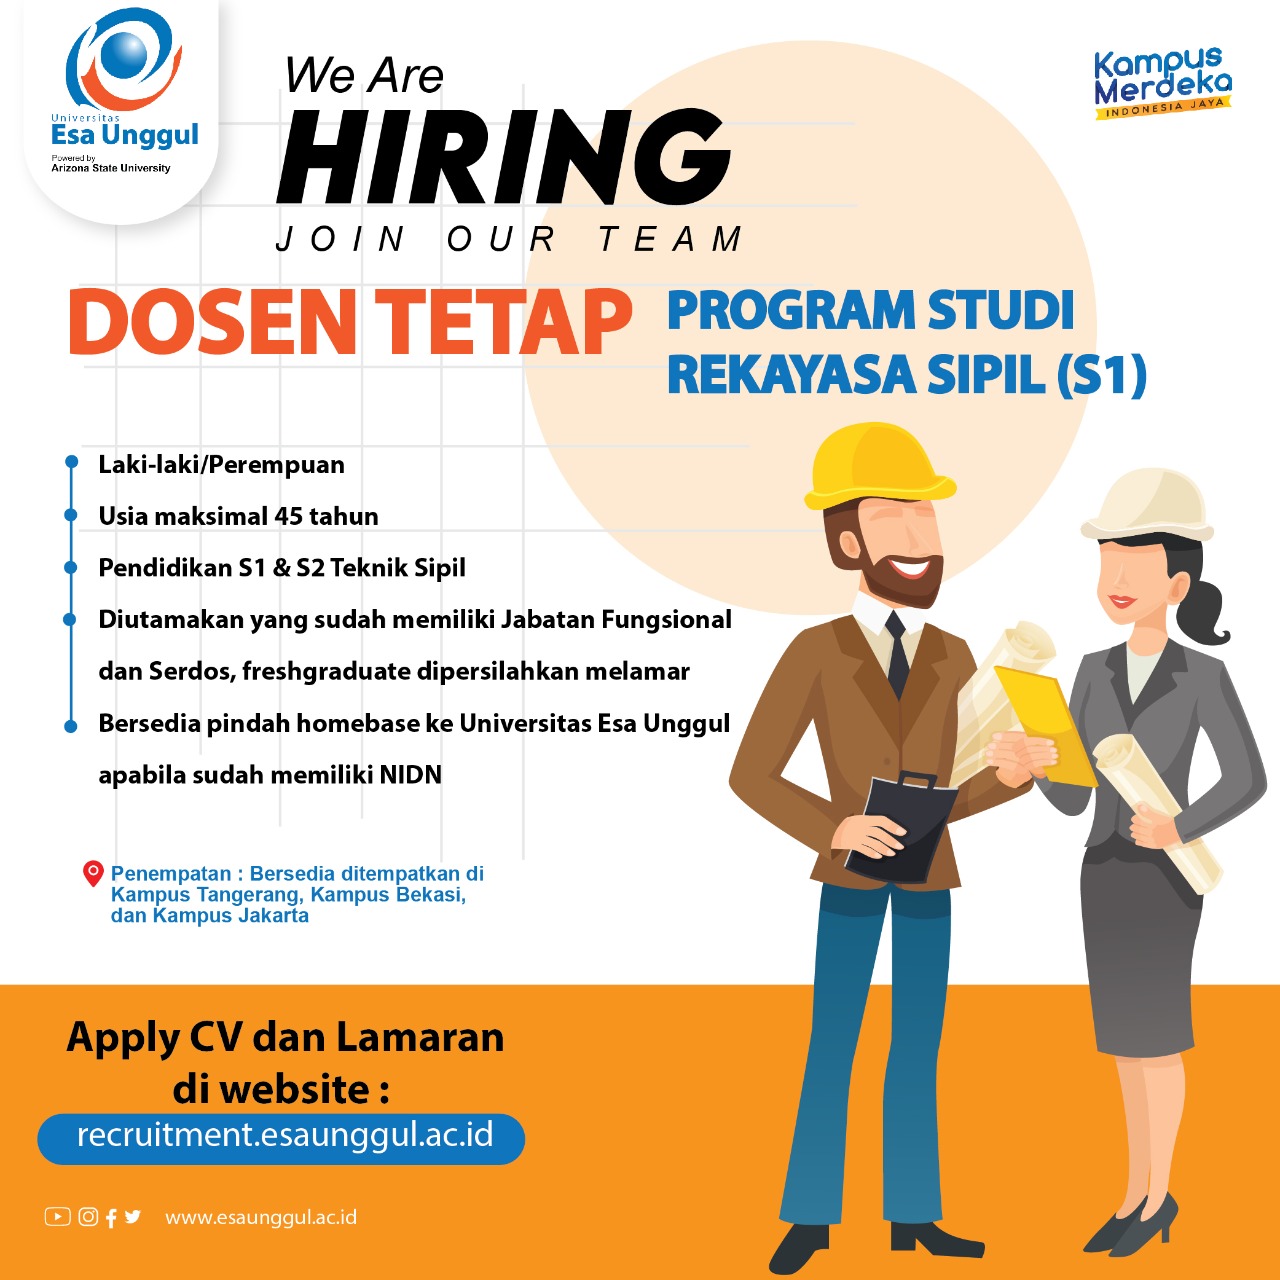 Universitas
Esa Unggul
Powered by
Arizona State University
We Are
HIRING
JOIN OUR TEAM
Kampus
Merdeka
INDONESIA JAYA
DOSEN TETAP
PROGRAM STUDI
REKAYASA SIPIL (S1)
Laki-laki/Perempuan
Usia maksimal 45 tahun
Pendidikan S1 & S2 Teknik Sipil
Diutamakan yang sudah memiliki Jabatan Fungsional
dan Serdos, freshgraduate dipersilahkan melamar
Bersedia pindah homebase ke Universitas Esa Unggul
apabila sudah memiliki NIDN
Penempatan : Bersedia ditempatkan di
Kampus Tangerang, Kampus Bekasi,
dan Kampus Jakarta
Apply CV dan Lamaran
di website :
recruitment.esaunggul.ac.id
www.esaunggul.ac.id